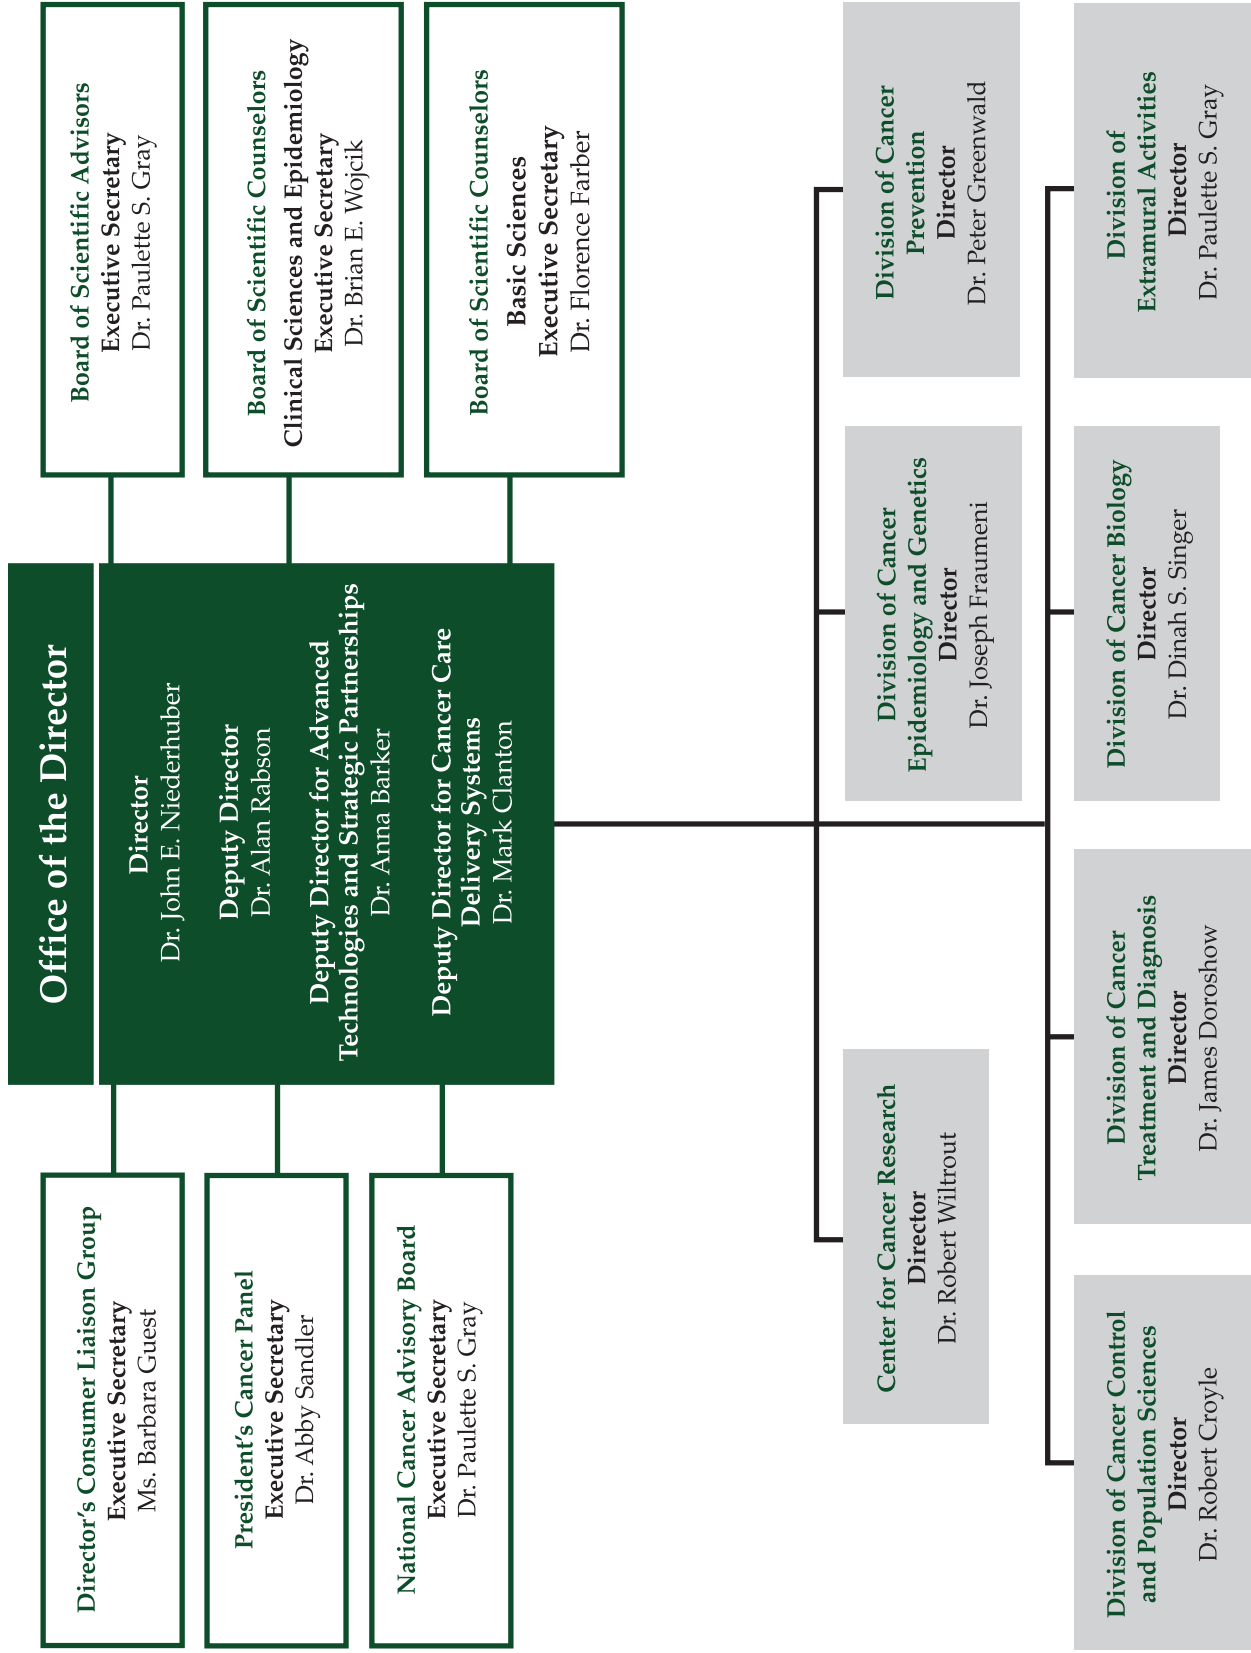 Office of the Director
Director
Dr. John E. Niederhuber
Deputy Director
Dr. Alan Rabson
Deputy Director for Advanced
Technologies and Strategic Partnerships
Dr. Anna Barker
Deputy Director for Cancer Care
Delivery Systems
Dr. Mark Clanton
Director's Consumer Liaison Group
Executive Secretary
Ms. Barbara Guest
President's Cancer Panel
Executive Secretary
Dr. Abby Sandler
National Cancer Advisory Board
Executive Secretary
Dr. Paulette S. Gray
Board of Scientific Advisors
Executive Secretary
Dr. Paulette S. Gray
Board of Scientific Counselors
Clinical Sciences and Epidemiology
Executive Secretary
Dr. Brian E. Wojcik
Board of Scientific Counselors
Basic Sciences
Executive Secretary
Dr. Florence Farber
Center for Cancer Research
Director
Dr. Robert Wiltrout
Division of Cancer
Epidemiology and Genetics
Director
Dr. Joseph Fraumeni
Division of Cancer
Prevention
Director
Dr. Peter Greenwald
Division of Cancer Control
and Population Sciences
Director
Dr. Robert Croyle
Division of Cancer
Treatment and Diagnosis
Director
Dr. James Doroshow
Division of Cancer Biology
Director
Dr. Dinah S. Singer
Division of
Extramural Activities
Director
Dr. Paulette S. Gray